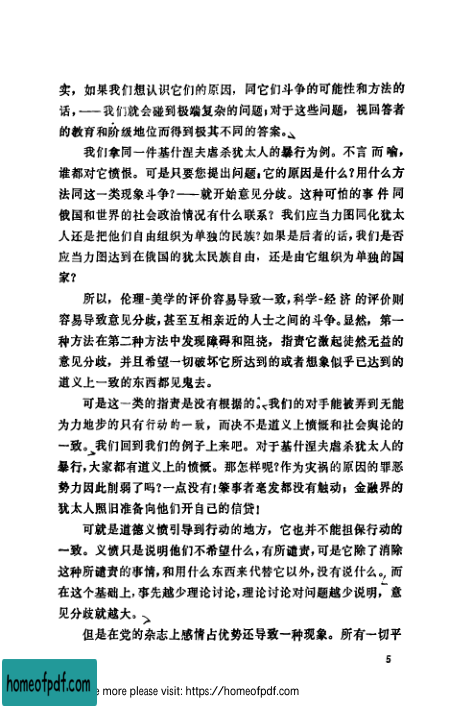 实，如果我们想认识它们的原因，同它们斗争的可能性和方法的
话，——我们就会碰到极端复杂的问题；对于这些问题，视回答者
的教育和阶级地位而得到极其不同的答案。
我们拿同一件基什涅夫虐杀犹太人的暴行为例。不言而喻，
谁都对它愤恨。可是只要您提出问题：它的原因是什么？用什么方
法同这一类现象斗争？——就开始意见分歧。这种可怕的事件同
俄国和世界的社会政治情况有什么联系？我们应当力图同化犹太
人还是把他们自由组织为单独的民族？如果是后者的话，我们是否
应当力图达到在俄国的犹太民族自由，还是由它组织为单独的国
家？
所以，伦理-美学的评价容易导致一致，科学-经济的评价则
容易导致意见分歧，甚至互相亲近的人士之间的斗争。显然，第一
种方法在第二种方法中发现障碍和阻挠，指责它激起徒然无益的
意见分歧，并且希望一切破坏它所达到的或者想象似乎已达到的
道义上一致的东西都见鬼去。
可是这一类的指责是没有根据的。我们的对手能被弄到无能
为力地步的只有行动的一致，而决不是道义上愤慨和社会舆论的
一致。我们回到我们的例子上来吧。对于基什涅夫虐杀犹太人的
暴行，大家都有道义上的愤慨。那怎样呢？作为灾祸的原因的罪恶
势力因此削弱了吗？一点没有！肇事者毫发都没有触动；金融界的
犹太人照旧准备向他们开自己的信贷！
可就是道德义愤引导到行动的地方，它也并不能担保行动的
一致。义愤只是说明他们不希望什么，有所谴责，可是它除了消除
这种所谴责的事情，和用什么东西来代替它以外，没有说什么。而
在这个基础上，事先越少理论讨论，理论讨论对问题越少说明，意
见分歧就越大。
但是在党的杂志上感情占优势还导致一种现象。所有一切平
5
homeofpdf.com
e more please visit: https://homeofpdf.com